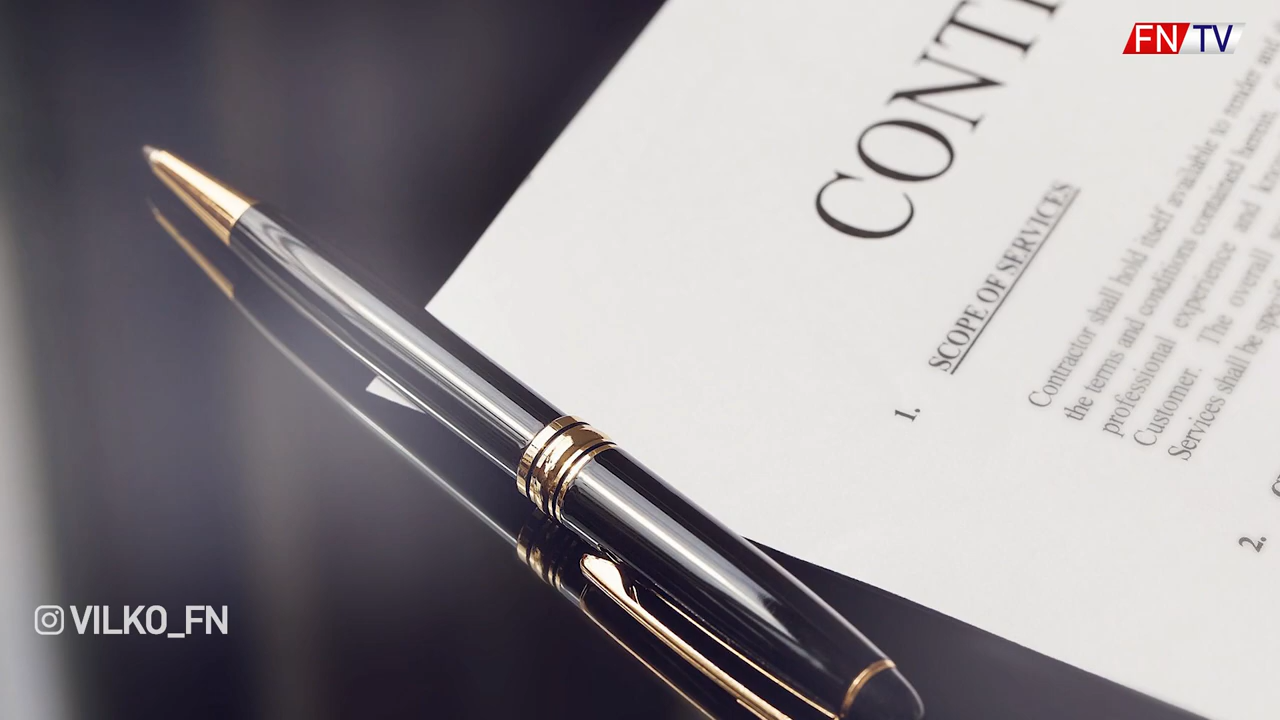 FN TV
CONT
SCOPE OF SERVICES
1.
Contractor shall hold itself available to render and
the terms and conditions contained herein.
professional experience and
Customer. The overall
Services shall be
2.
VILKO_FN